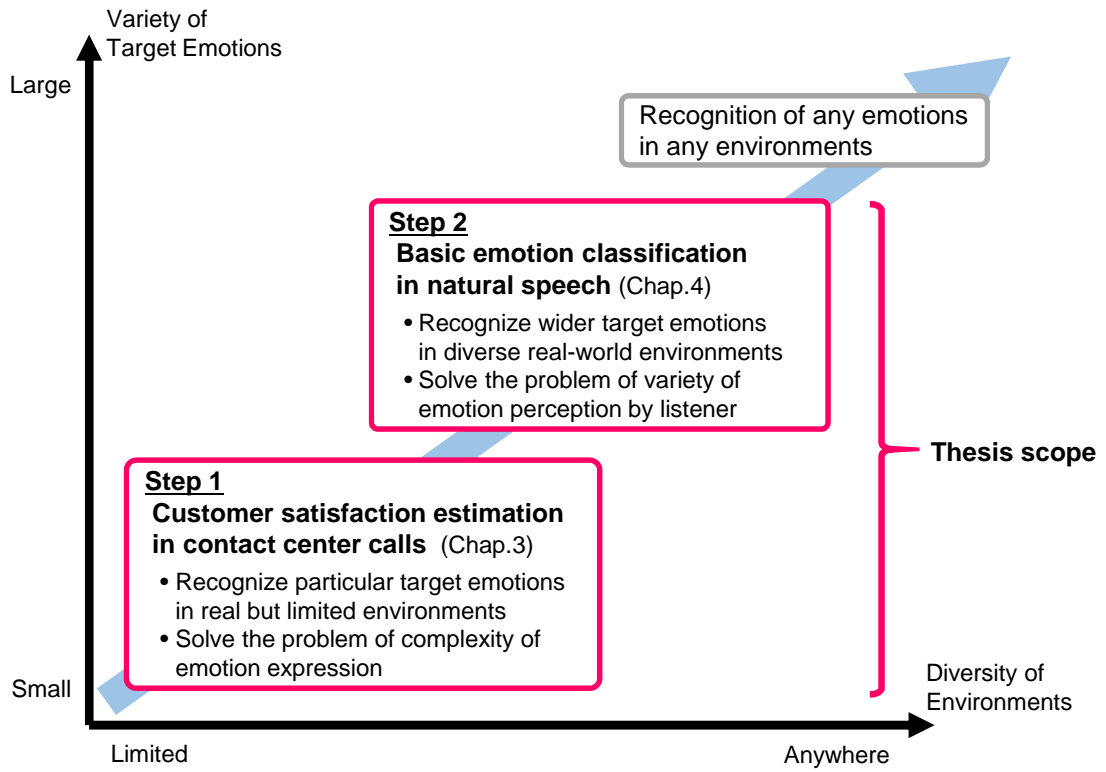 Variety of
Target Emotions
Large
Recognition of any emotions
in any environments
Step 2
Basic emotion classification
in natural speech (Chap.4)
• Recognize wider target emotions
in diverse real-world environments
• Solve the problem of variety of
emotion perception by listener
Thesis scope
Step 1
Customer satisfaction estimation
in contact center calls (Chap.3)
• Recognize particular target emotions
in real but limited environments
• Solve the problem of complexity of
emotion expression
Small
Diversity of
Environments
Limited
Anywhere